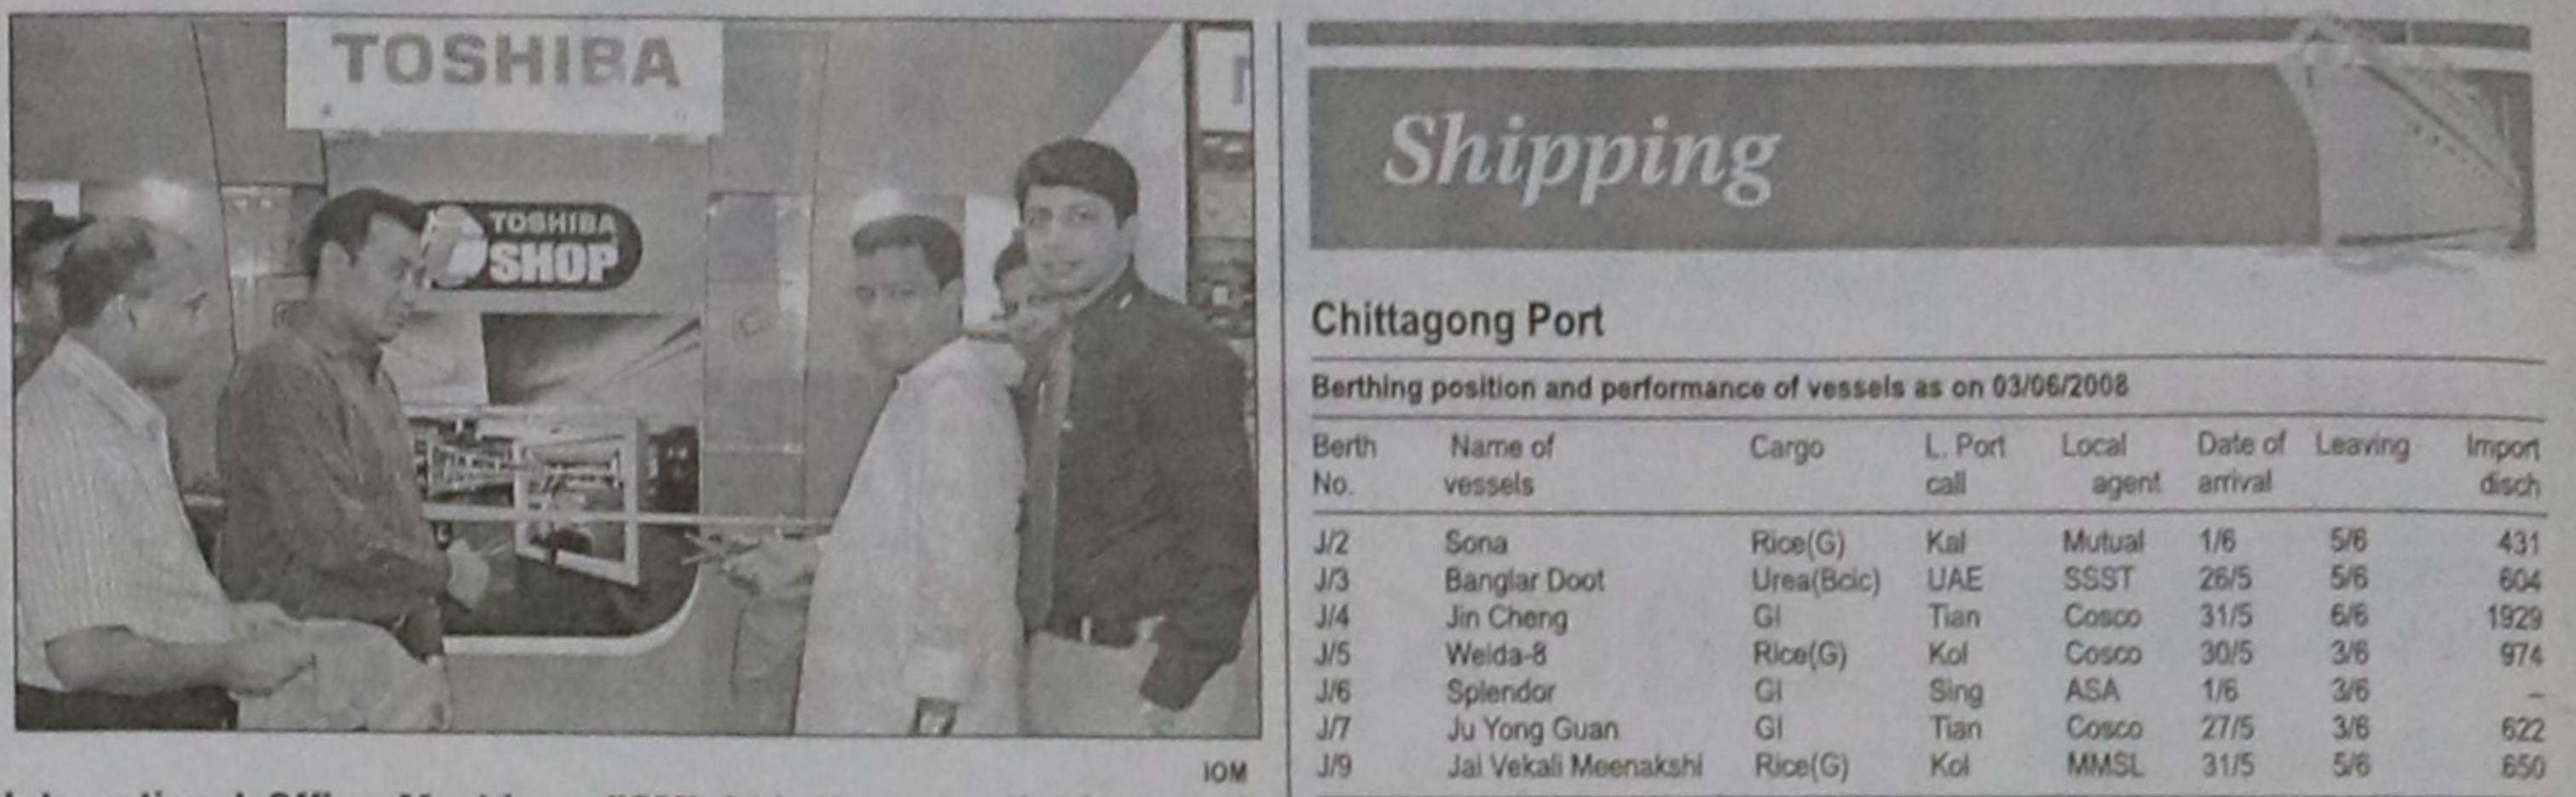 TOSHIBA
TOSHIBA
SHOP
IOM
Shipping
Chittagong Port
Berthing position and performance of vessels as on 03/06/2008
Berth Name of Cargo L. Port Local Date of Leaving Import
No. vessels call agent arrival disch
J/2 Sona Rice(G) Kal Mutual 1/6 5/6 431
J/3 Banglar Doot Urea(Bcic) UAE SSST 26/5 5/6 604
J/4 Jin Cheng GI Tian Cosco 31/5 6/6 1929
J/5 Weida-8 Rice(G) Kol Cosco 30/5 3/6 974
J/6 Splendor GI Sing ASA 1/6 3/6 –
J/7 Ju Yong Guan GI Tian Cosco 27/5 3/6 622
J/9 Jai Vekali Meenakshi Rice(G) Kol MMSL 31/5 5/6 650